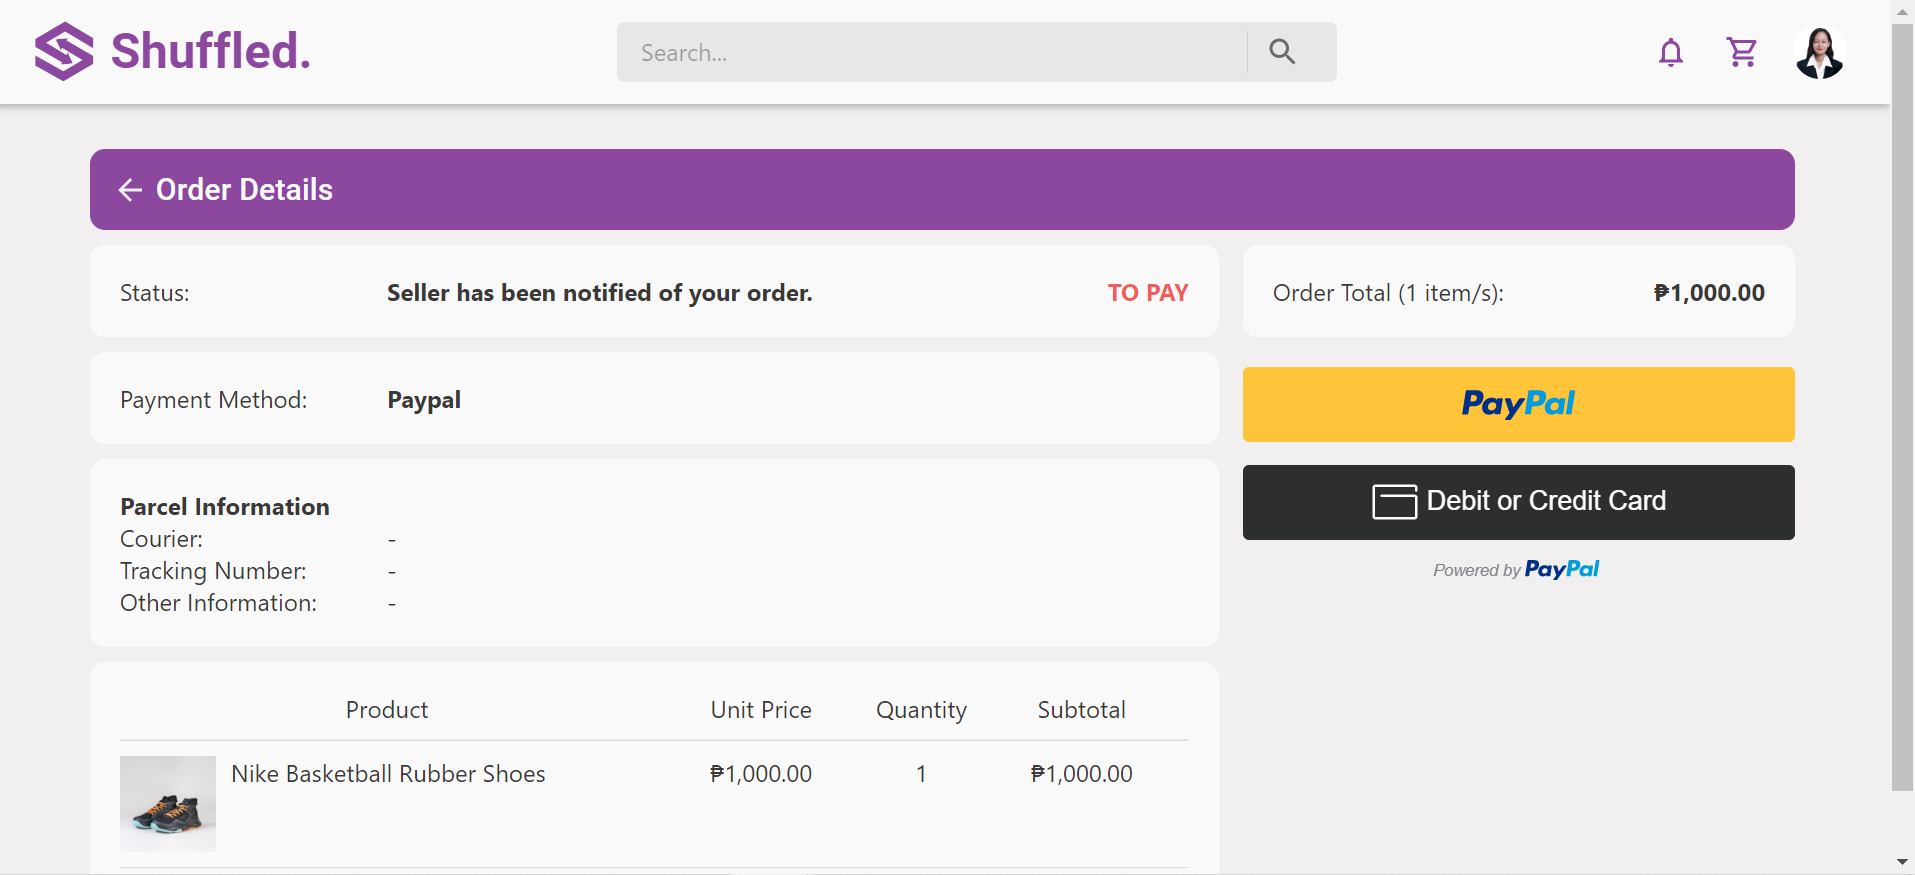 Shuffled.
Search...
Order Details
Status: Seller has been notified of your order. TO PAY
Order Total (1 item/s): ₱1,000.00
Payment Method: Paypal
PayPal
Debit or Credit Card
Powered by PayPal
Parcel Information
Courier: -
Tracking Number: -
Other Information: -
Product Unit Price Quantity Subtotal
Nike Basketball Rubber Shoes ₱1,000.00 1 ₱1,000.00